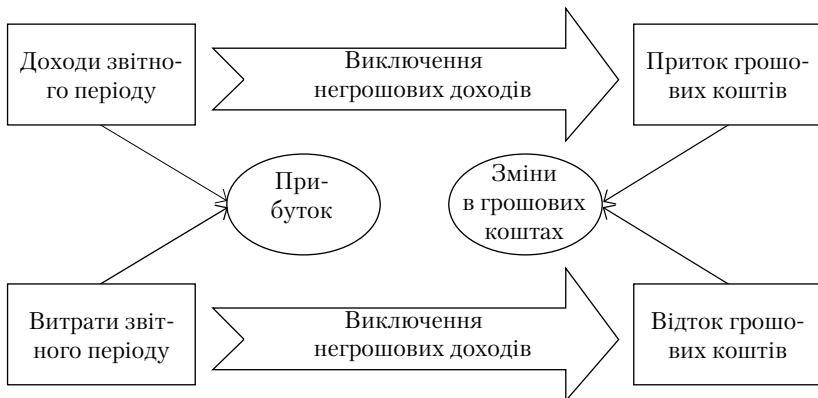 Доходи звітно-
го періоду
Виключення
негрошових доходів
Приток грошо-
вих коштів
При-
буток
Зміни
в грошових
коштах
Витрати звіт-
ного періоду
Виключення
негрошових доходів
Відток грошо-
вих коштів